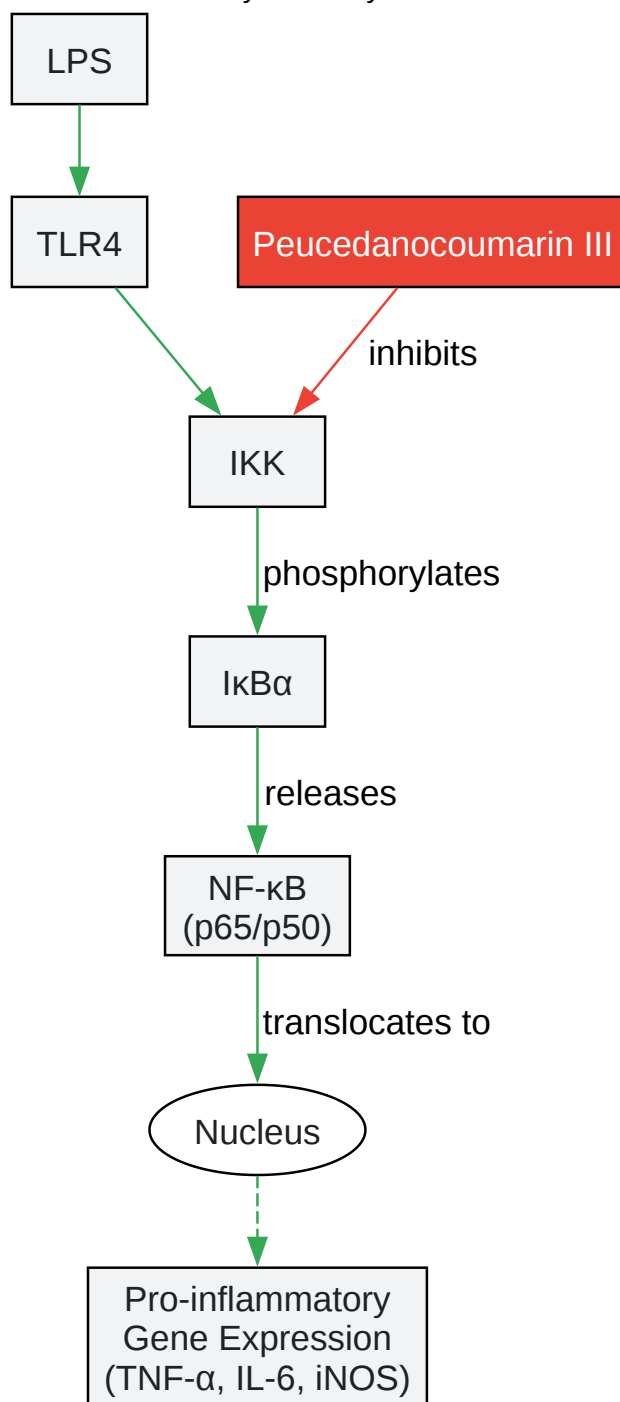 LPS
TLR4
Peucedanocoumarin III
inhibits
IKK
phosphorylates
IκBα
releases
NF-κB
(p65/p50)
translocates to
Nucleus
Pro-inflammatory
Gene Expression
(TNF-α, IL-6, iNOS)